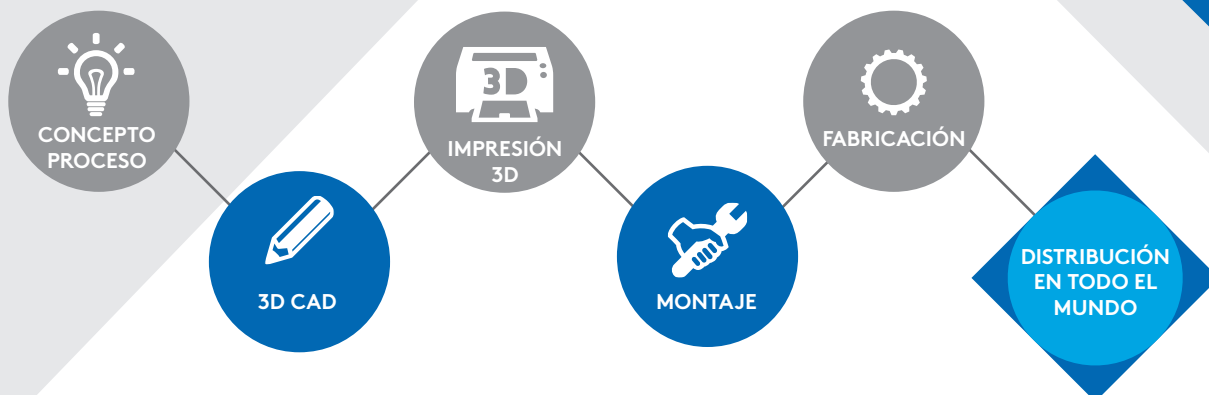 CONCEPTO
PROCESO
3D CAD
3D
IMPRESIÓN
3D
MONTAJE
FABRICACIÓN
DISTRIBUCIÓN
EN TODO EL
MUNDO